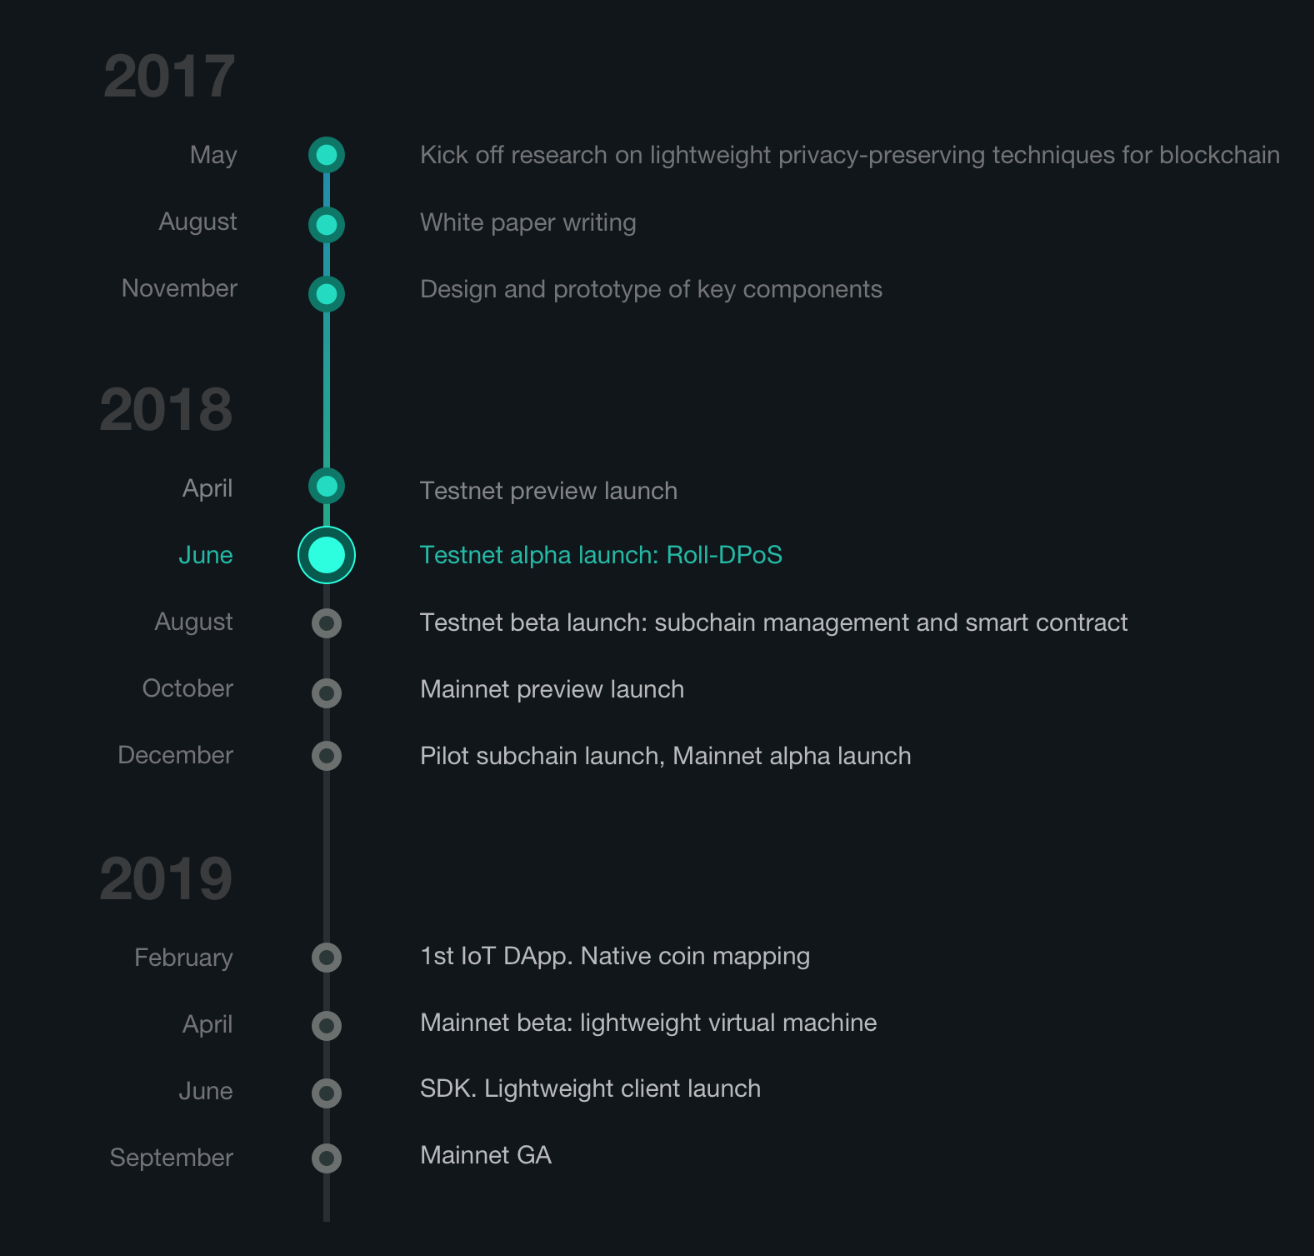 2017
May Kick off research on lightweight privacy-preserving techniques for blockchain
August White paper writing
November Design and prototype of key components
2018
April Testnet preview launch
June Testnet alpha launch: Roll-DPoS
August Testnet beta launch: subchain management and smart contract
October Mainnet preview launch
December Pilot subchain launch, Mainnet alpha launch
2019
February 1st IoT DApp. Native coin mapping
April Mainnet beta: lightweight virtual machine
June SDK. Lightweight client launch
September Mainnet GA